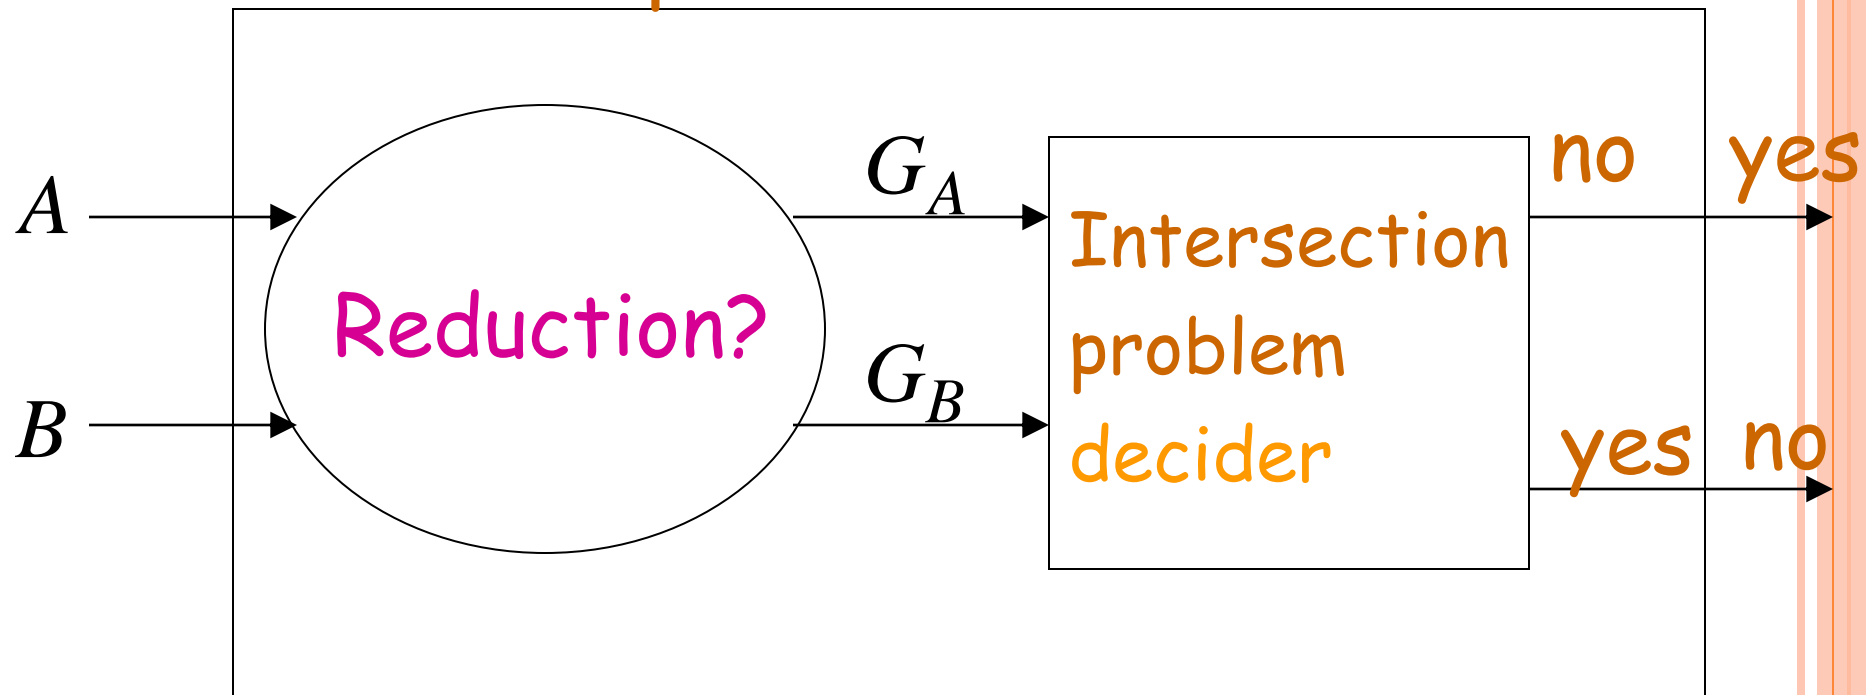 G_A
no yes
A
Intersection
Reduction?
problem
G_B
B
decider
yes no